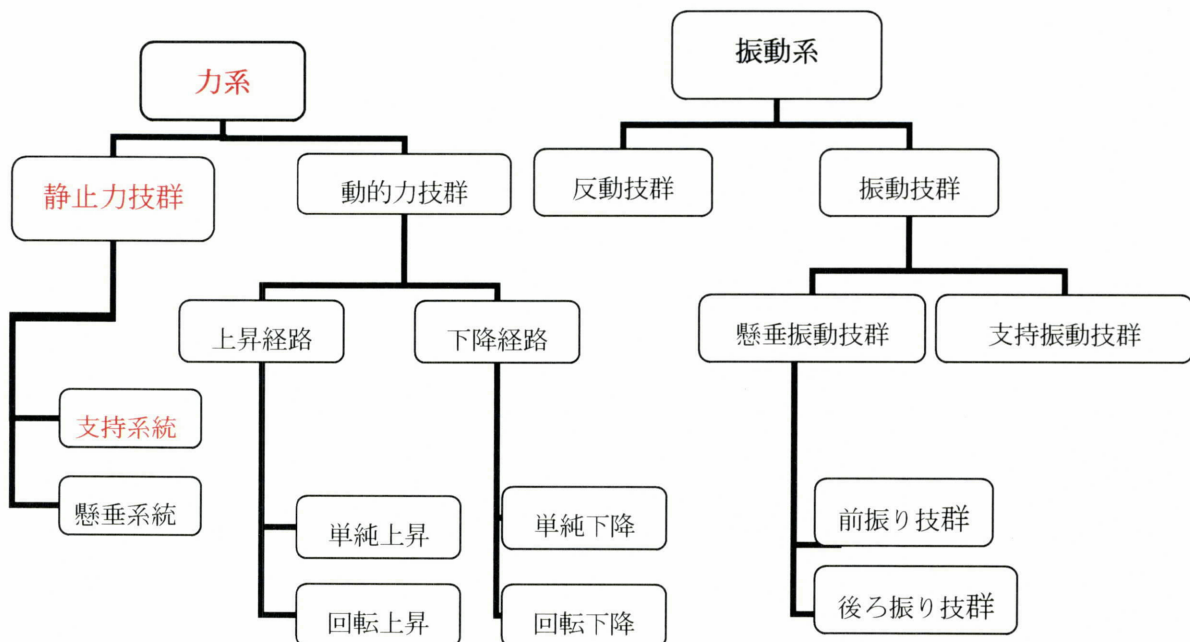 力系
振動系
静止力技群
動的力技群
反動技群
振動技群
上昇経路
下降経路
懸垂振動技群
支持振動技群
支持系統
懸垂系統
単純上昇
単純下降
前振り技群
回転上昇
回転下降
後ろ振り技群